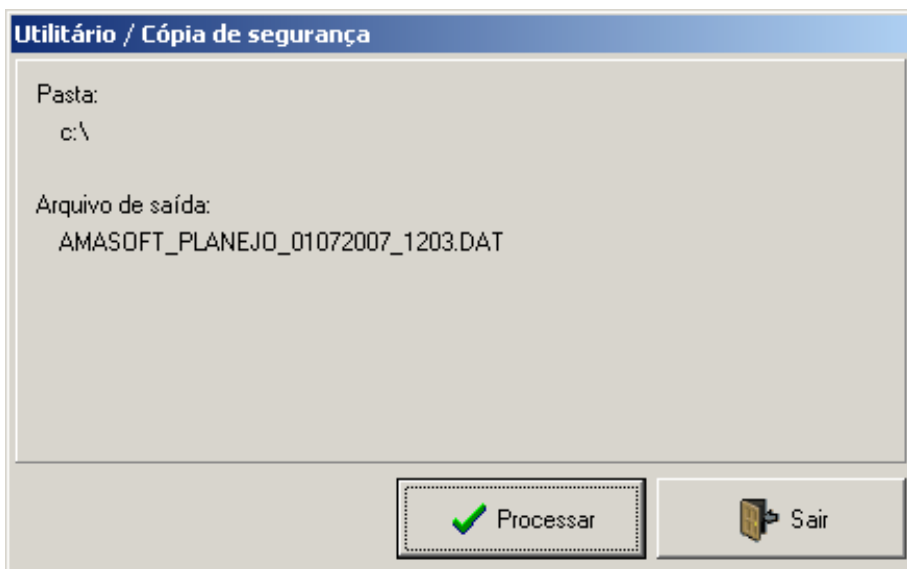 Utilitário / Cópia de segurança
Pasta:
c:\
Arquivo de saída:
AMASOFT_PLANEJO_01072007_1203.DAT
Processar
Sair